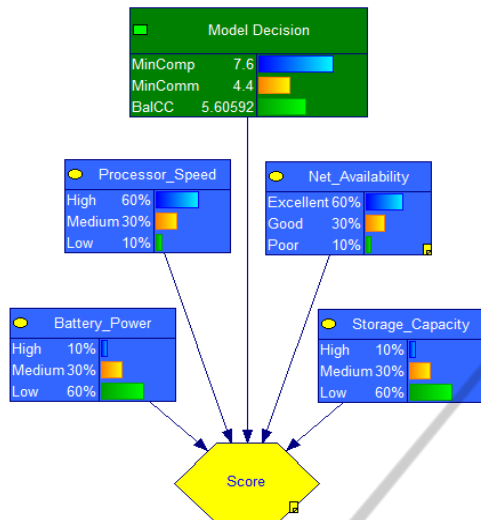 Model Decision
MinComp 7.6
MinComm 4.4
BalCC 5.60592
Processor_Speed
High 60%
Medium 30%
Low 10%
Net_Availability
Excellent 60%
Good 30%
Poor 10%
Battery_Power
High 10%
Medium 30%
Low 60%
Storage_Capacity
High 10%
Medium 30%
Low 60%
Score